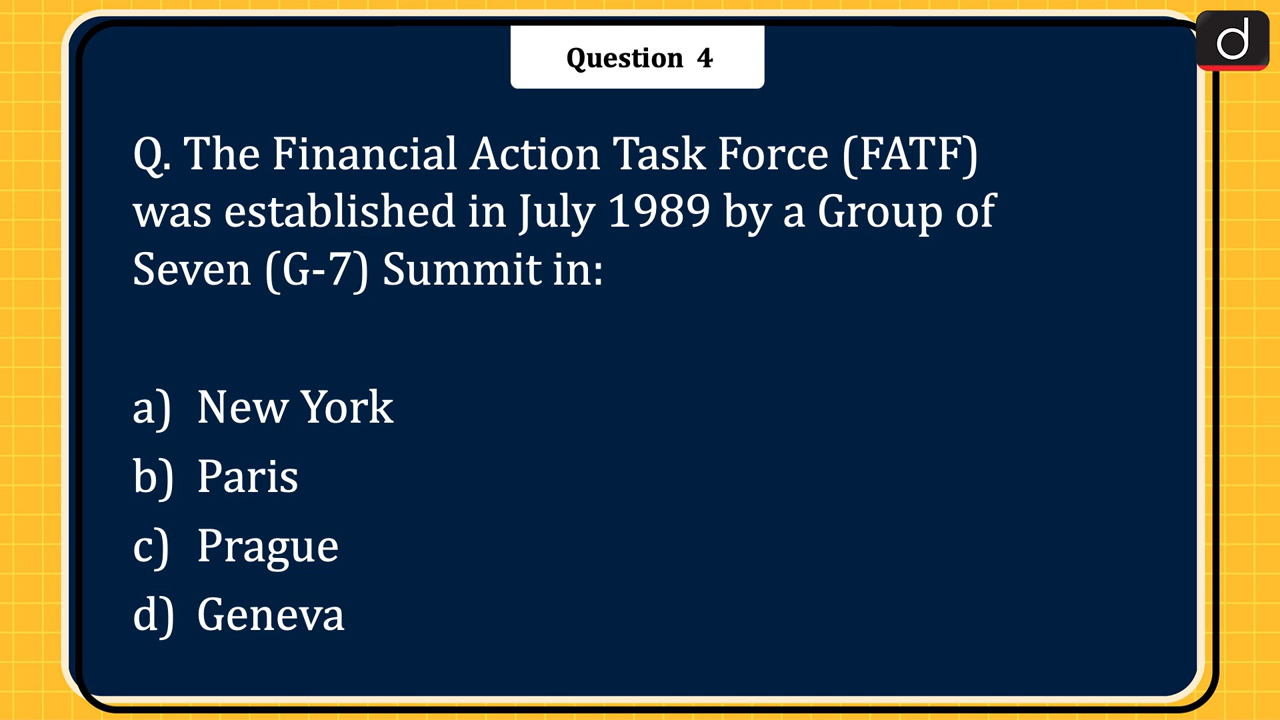 Question 4
d
Q. The Financial Action Task Force (FATF)
was established in July 1989 by a Group of
Seven (G-7) Summit in:
a) New York
b) Paris
c) Prague
d) Geneva